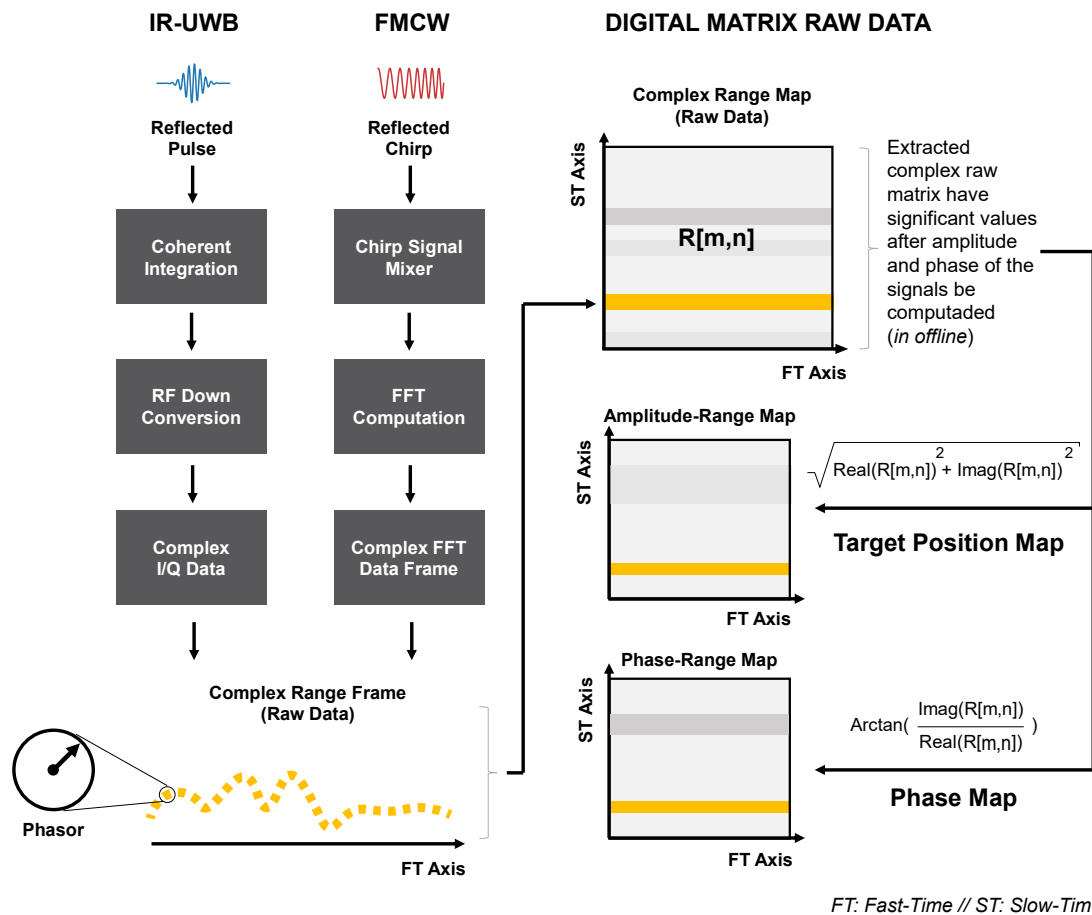 IR-UWB
FMCW
DIGITAL MATRIX RAW DATA
Reflected
Pulse
Reflected
Chirp
Coherent
Integration
Chirp Signal
Mixer
RF Down
Conversion
FFT
Computation
Complex
I/Q Data
Complex FFT
Data Frame
Complex Range Frame
(Raw Data)
Phasor
FT Axis
Complex Range Map
(Raw Data)
ST Axis
R[m,n]
FT Axis
Extracted
complex raw
matrix have
significant values
after amplitude
and phase of the
signals be
computaded
(in offline)
Amplitude-Range Map
ST Axis
FT Axis
√Real(R[m,n])² + Imag(R[m,n])²
Target Position Map
Phase-Range Map
ST Axis
FT Axis
Arctan( Imag(R[m,n]) / Real(R[m,n]) )
Phase Map
FT: Fast-Time // ST: Slow-Tim